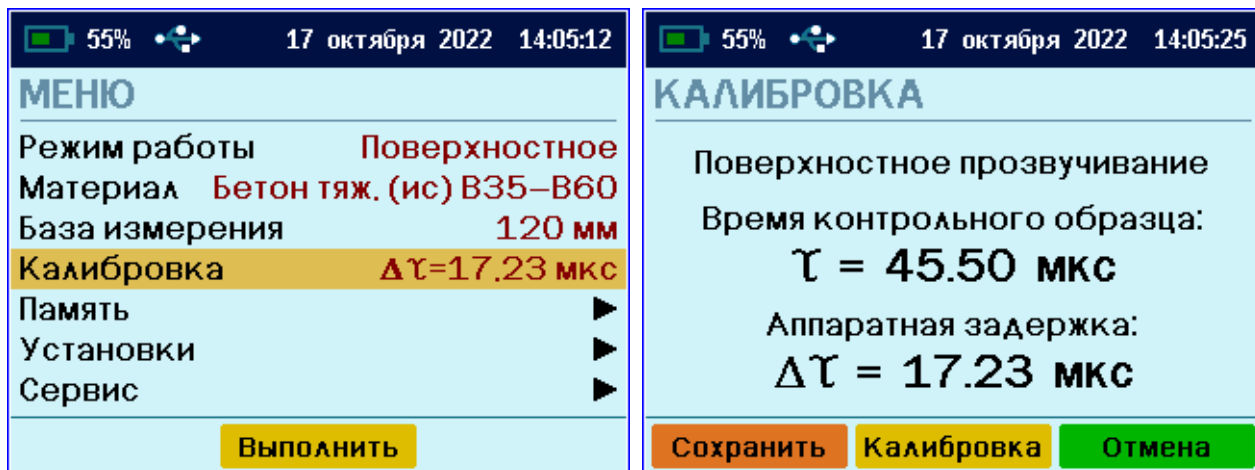 55% 17 октября 2022 14:05:12
МЕНЮ
Режим работы Поверхностное
Материал Бетон тяж. (ис) В35–В60
База измерения 120 мм
Калибровка Δτ=17.23 мкс
Память
Установки
Сервис
Выполнить
55% 17 октября 2022 14:05:25
КАЛИБРОВКА
Поверхностное прозвучивание
Время контрольного образца:
τ = 45.50 мкс
Аппаратная задержка:
Δτ = 17.23 мкс
Сохранить Калибровка Отмена